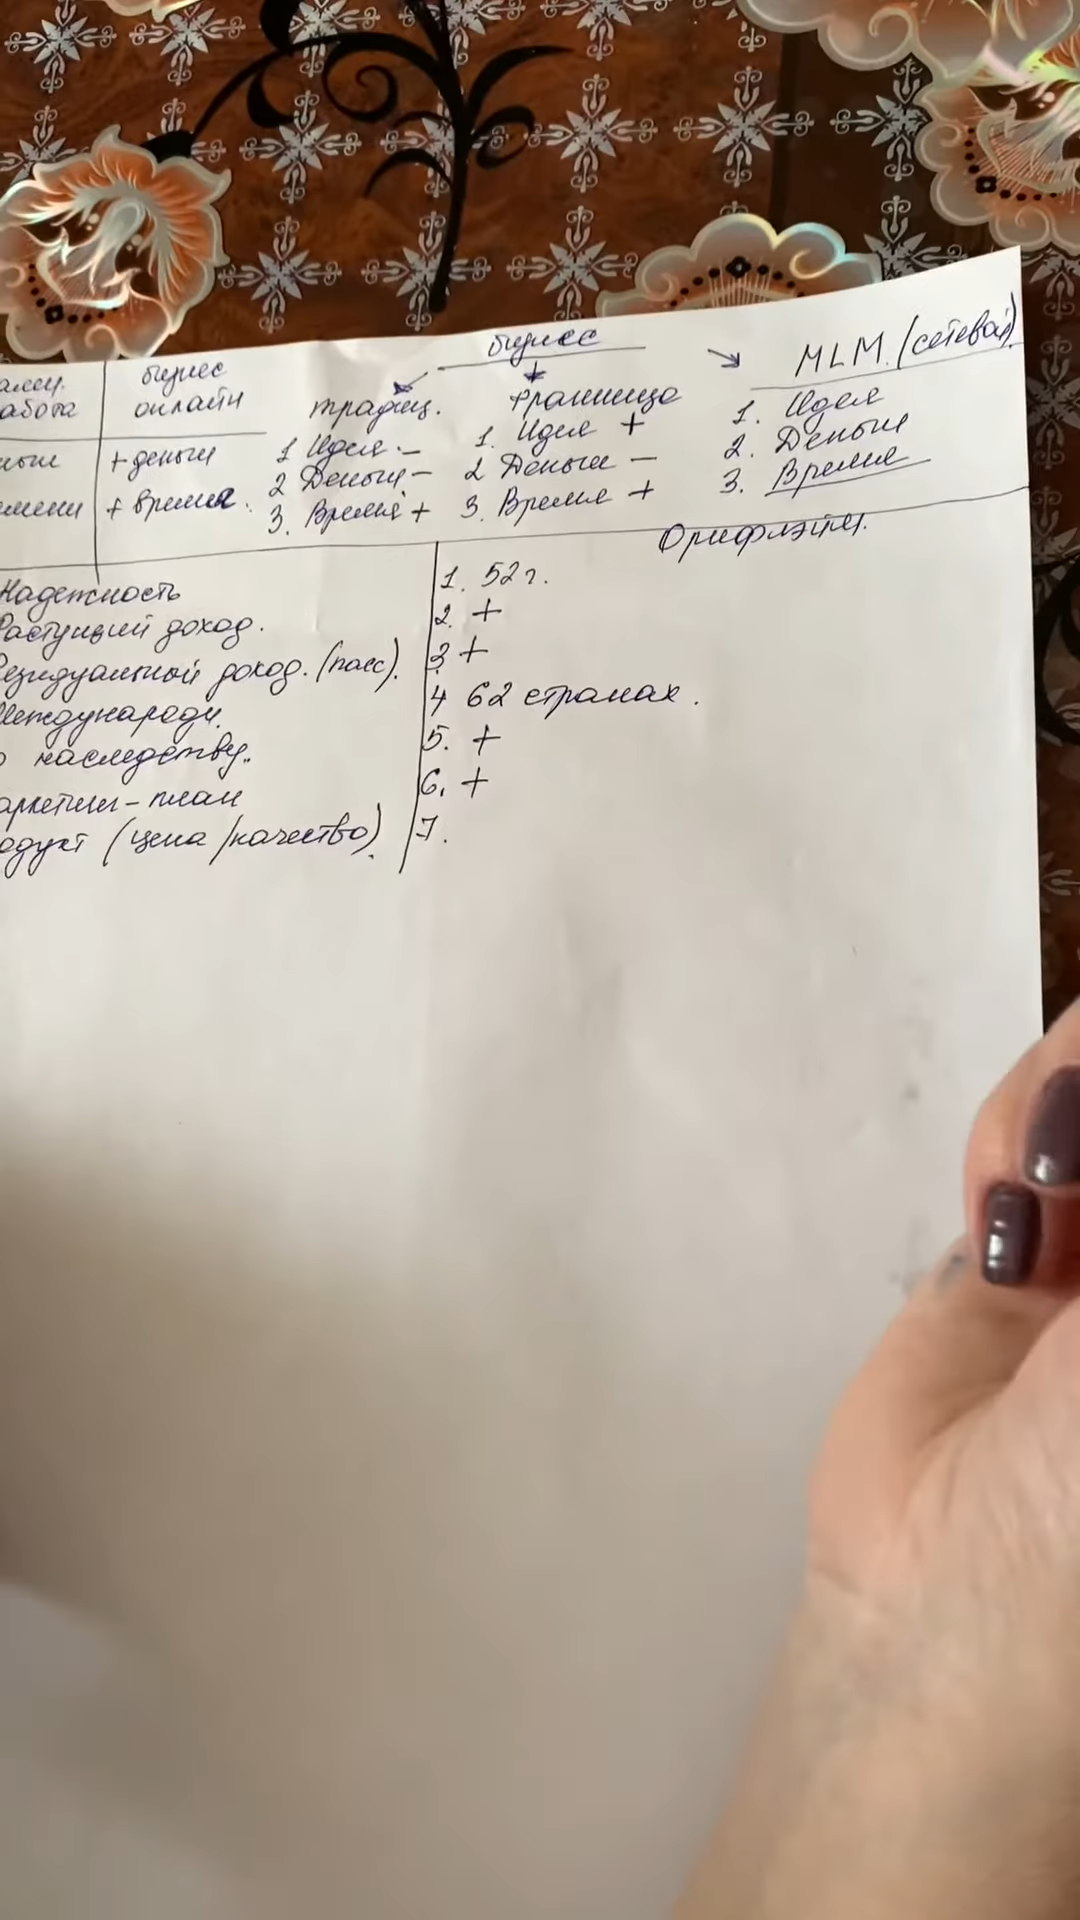 бизнес
MLM. (сетевой)
бизнес
онлайн
традиц.
франшиза
работа
+ деньги
+ время.
1 Идея -
2 Деньги -
3. Время +
1. Идея +
2 Деньги -
3. Время +
1. Идея
2. Деньги
3. Время
Орифлэйм.
Надежность
1. 52 г.
Растущий доход.
2. +
Резидуальный доход. (пасс).
3 +
Международн.
4 62 странах.
по наследству.
5. +
маркетинг-план
6. +
продукт (цена/качество).
7.